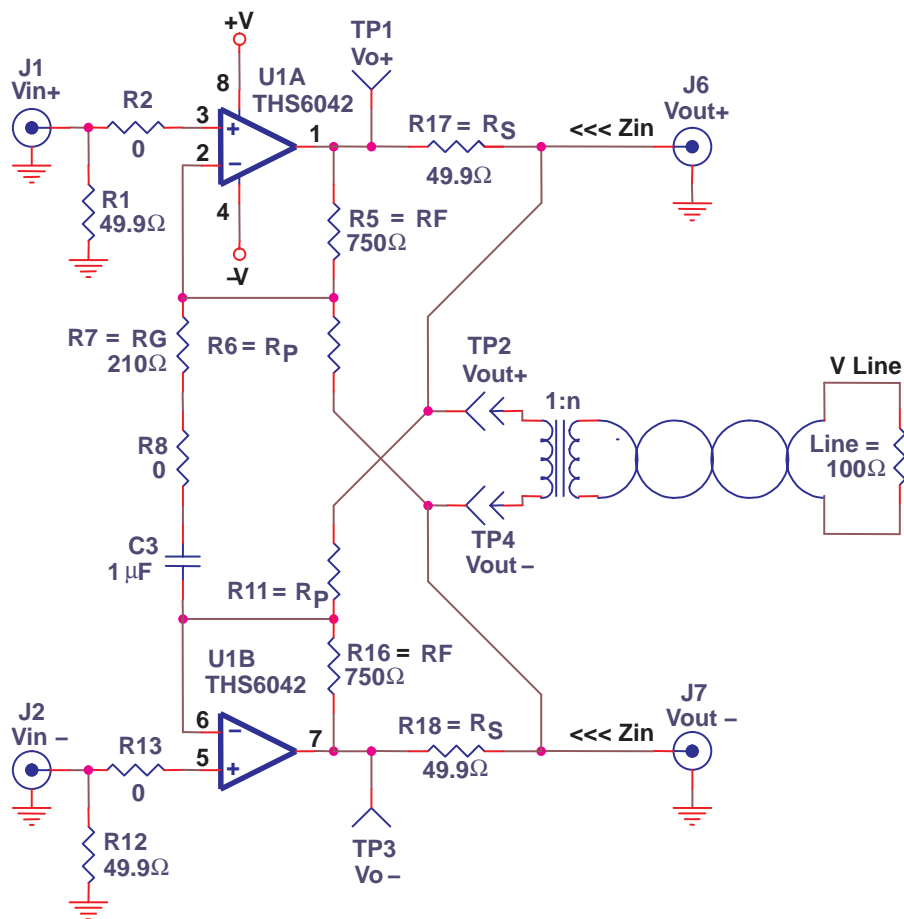 +V
TP1
Vo+
J1
Vin+
8
U1A
THS6042
J6
Vout+
R2
3
+
1
R17 = RS
<<< Zin
0
2
–
49.9Ω
R1
49.9Ω
4
R5 = RF
750Ω
–V
R7 = RG
210Ω
R6 = RP
TP2
Vout+
V Line
1:n
R8
0
Line =
100Ω
TP4
Vout –
C3
1 µF
R11 = RP
U1B
THS6042
R16 = RF
750Ω
J2
Vin –
6
–
7
R18 = RS
<<< Zin
J7
Vout –
R13
5
+
49.9Ω
0
R12
49.9Ω
TP3
Vo –